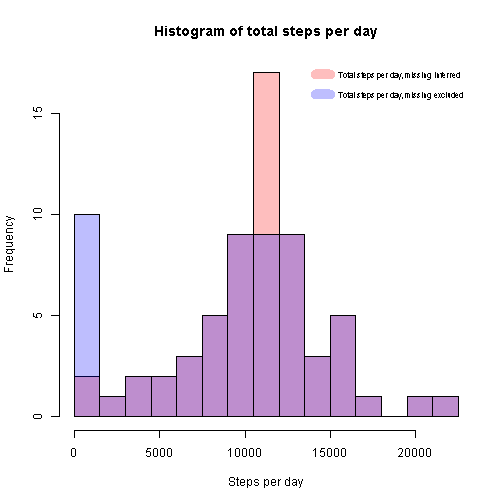 Histogram of total steps per day
Total steps per day, missing inferred
Total steps per day, missing excluded
15
10
5
0
Frequency
0 5000 10000 15000 20000
Steps per day